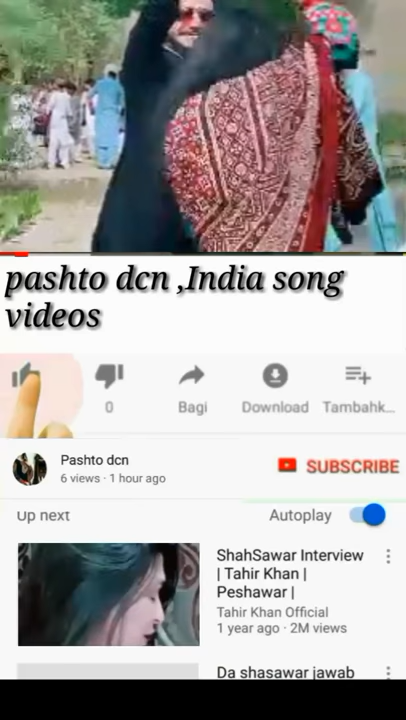 pashto dcn ,India song
videos
0
Bagi
Download
Tambahk...
Pashto dcn
6 views · 1 hour ago
SUBSCRIBE
Up next
Autoplay
ShahSawar Interview
| Tahir Khan |
Peshawar |
Tahir Khan Official
1 year ago · 2M views
Da shasawar jawab